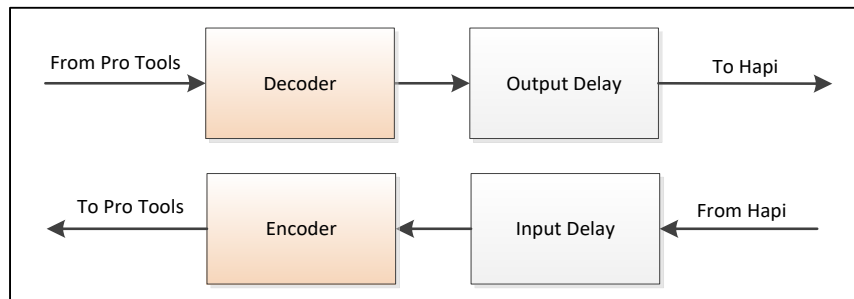 From Pro Tools
Decoder
Output Delay
To Hapi
To Pro Tools
Encoder
Input Delay
From Hapi